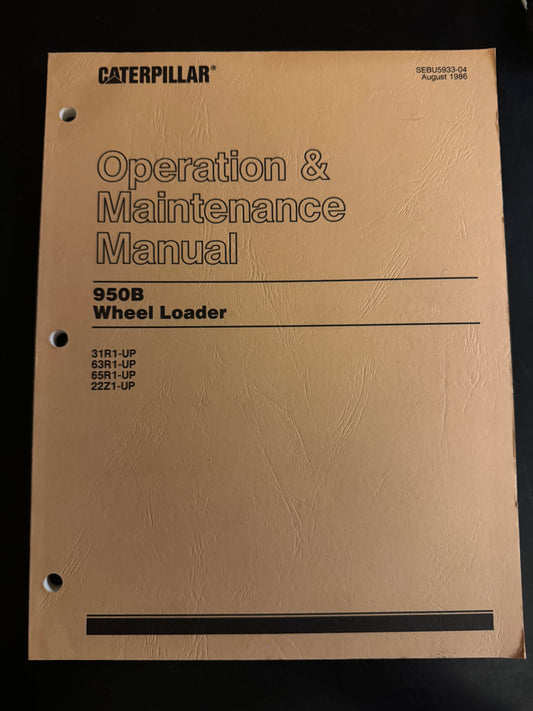 CATERPILLAR®
SEBU5933-04
August 1986
Operation &
Maintenance
Manual
950B
Wheel Loader
31R1-UP
63R1-UP
65R1-UP
22Z1-UP